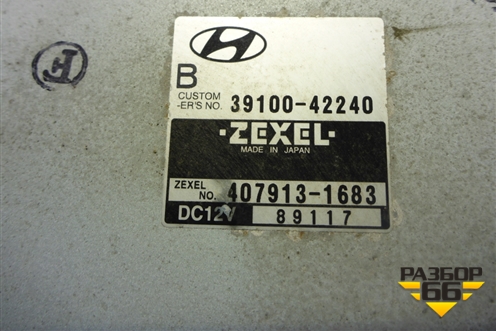 B
CUSTOM
-ER'S NO. 39100-42240
·ZEXEL·
MADE IN JAPAN
ZEXEL
NO. 407913-1683
DC12V 89117
РАЗБОР
66